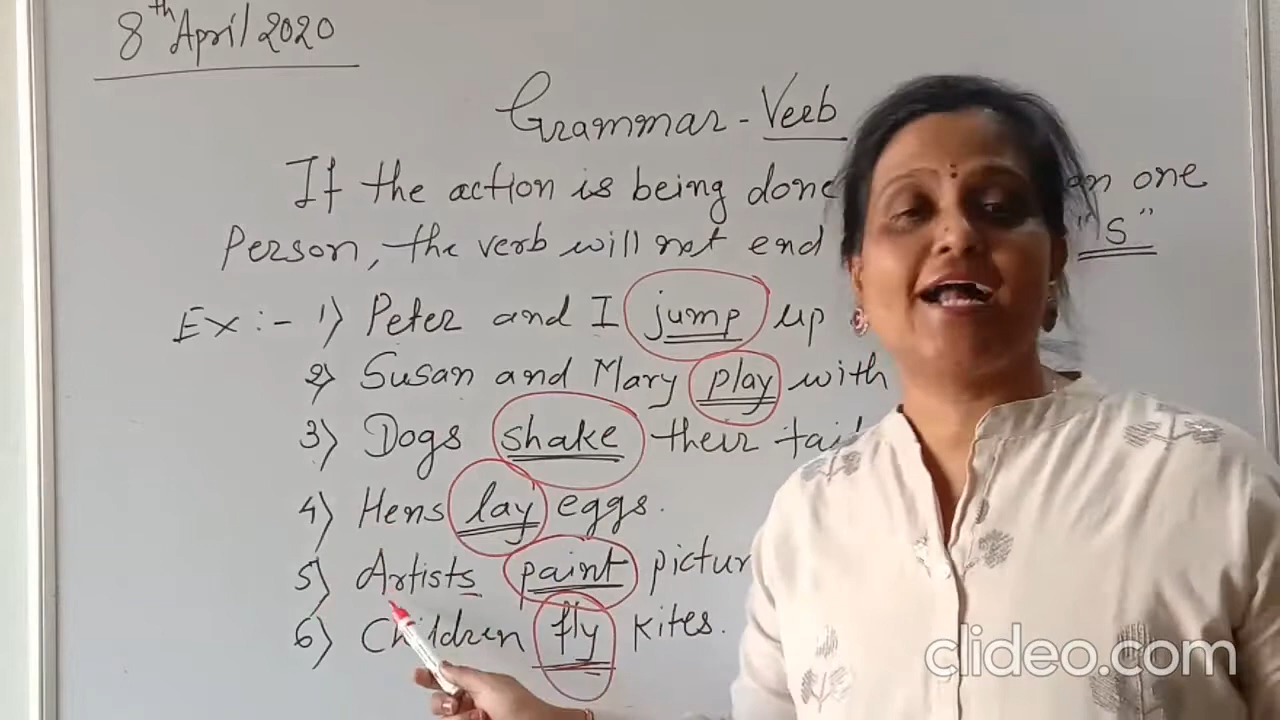 8th April 2020
Grammar - Verb
If the action is being done one
Person, the verb will not end "S"
Ex :- 1) Peter and I jump up
2) Susan and Mary play with
3) Dogs shake their
4) Hens lay eggs.
5) Artists paint
6) Children fly kites.
clideo.com